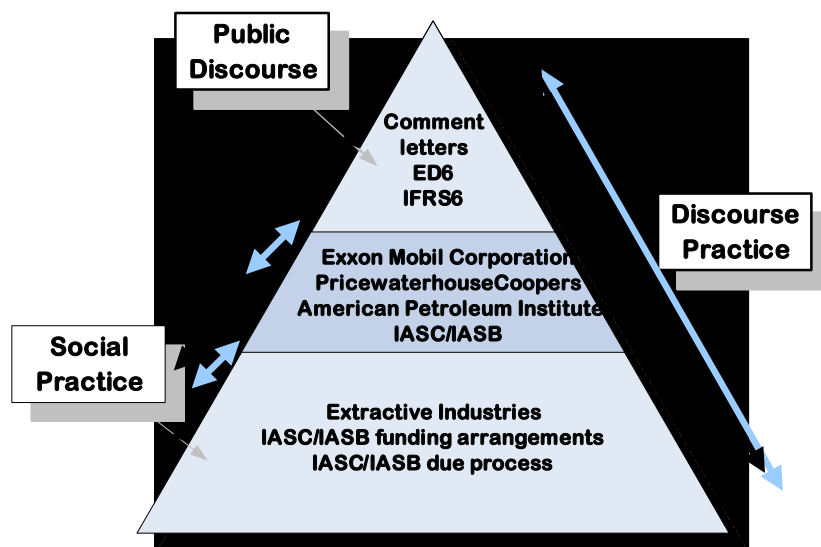 Public
Discourse
Comment
letters
ED6
IFRS6
Discourse
Practice
Exxon Mobil Corporation
PricewaterhouseCoopers
American Petroleum Institute
IASC/IASB
Social
Practice
Extractive Industries
IASC/IASB funding arrangements
IASC/IASB due process